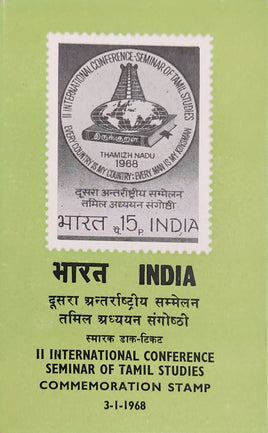 II INTERNATIONAL CONFERENCE-SEMINAR OF TAMIL STUDIES
EVERY COUNTRY IS MY COUNTRY: EVERY MAN IS MY KINSMAN
திருக்குறள்
THAMIZH NADU
1968
दूसरा अन्तर्राष्ट्रीय सम्मेलन
तमिल अध्ययन संगोष्ठी
भारत पै. 15 P. INDIA
भारत INDIA
दूसरा अन्तर्राष्ट्रीय सम्मेलन
तमिल अध्ययन संगोष्ठी
स्मारक डाक-टिकट
II INTERNATIONAL CONFERENCE
SEMINAR OF TAMIL STUDIES
COMMEMORATION STAMP
3-1-1968